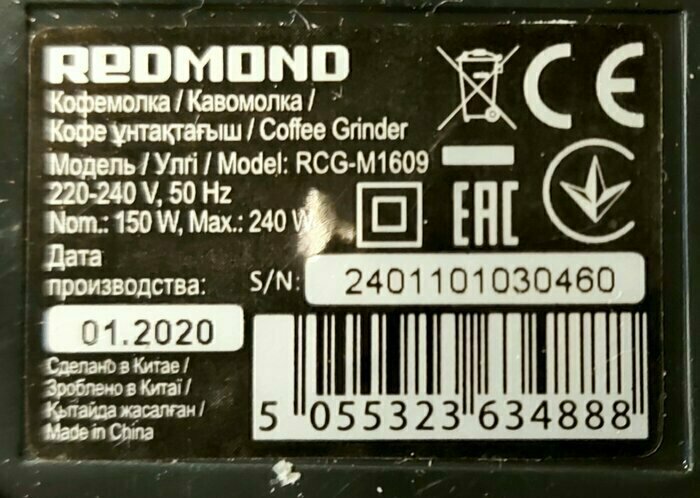 REDMOND
Кофемолка / Кавомолка /
Кофе ұнтақтағыш / Coffee Grinder
Модель / Үлгі / Model: RCG-M1609
220-240 V, 50 Hz
Nom.: 150 W, Max.: 240 W
CE
EAC
Дата
производства:
01.2020
S/N: 2401101030460
Сделано в Китае /
Зроблено в Китаї /
Қытайда жасалған /
Made in China
5 055323 634888